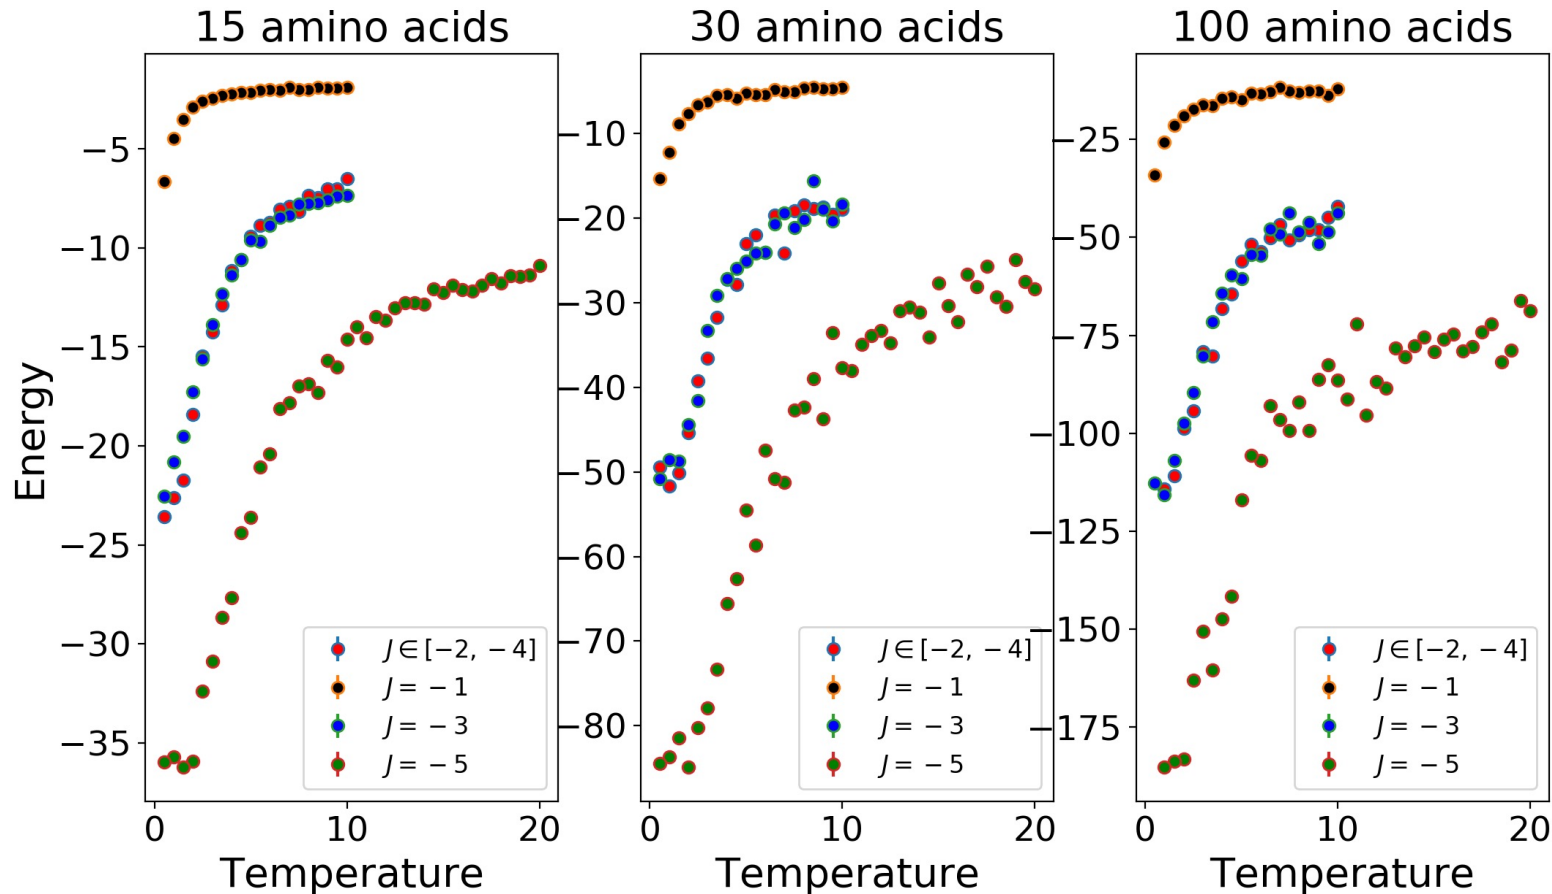 15 amino acids
30 amino acids
100 amino acids
Energy
−5
−10
−15
−20
−25
−30
−35
0
10
20
Temperature
J ∈ [−2, −4]
J = −1
J = −3
J = −5
−10
−20
−30
−40
−50
−60
−70
−80
0
10
20
Temperature
J ∈ [−2, −4]
J = −1
J = −3
J = −5
−25
−50
−75
−100
−125
−150
−175
0
10
20
Temperature
J ∈ [−2, −4]
J = −1
J = −3
J = −5